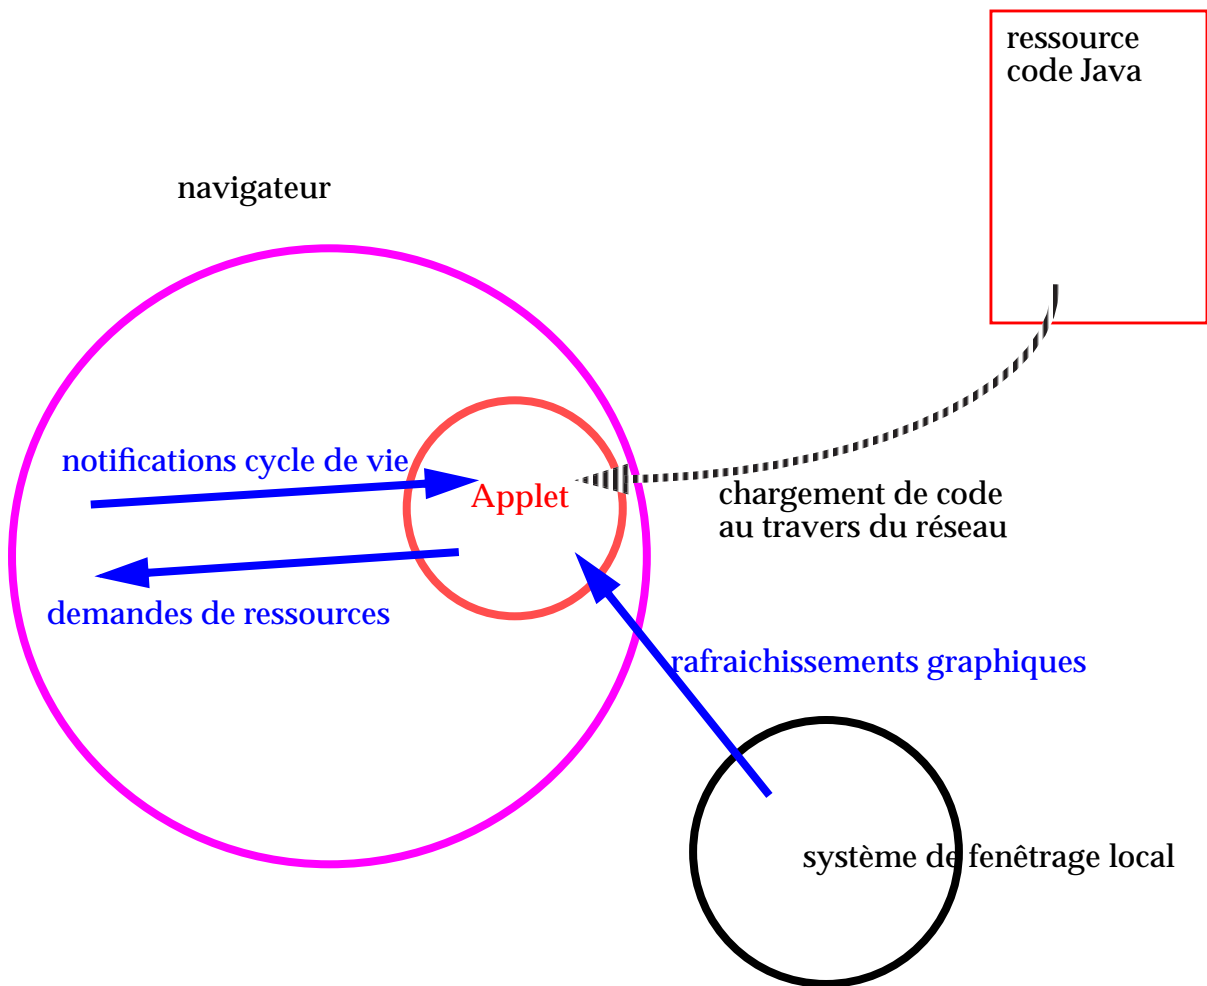 ressource
code Java
navigateur
notifications cycle de vie
Applet
chargement de code
au travers du réseau
demandes de ressources
rafraichissements graphiques
système de fenêtrage local